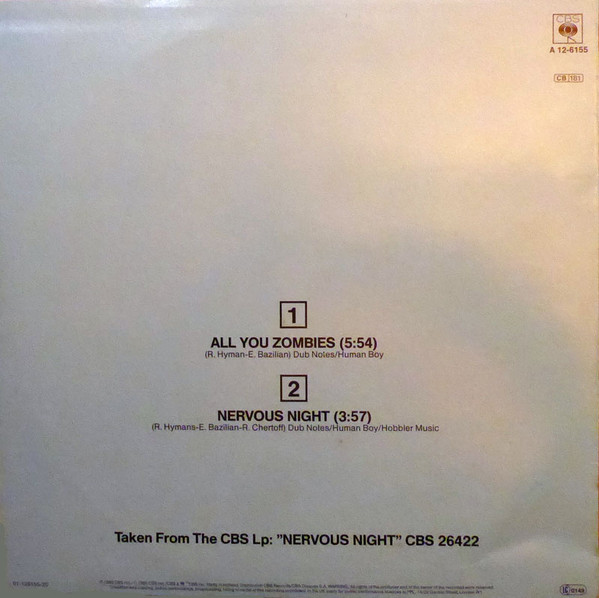 CBS
A 12-6155
CB 181
1
ALL YOU ZOMBIES (5:54)
(R. Hyman-E. Bazilian) Dub Notes/Human Boy
2
NERVOUS NIGHT (3:57)
(R. Hymans-E. Bazilian-R. Chertoff) Dub Notes/Human Boy/Hobbler Music
Taken From The CBS Lp: ”NERVOUS NIGHT” CBS 26422